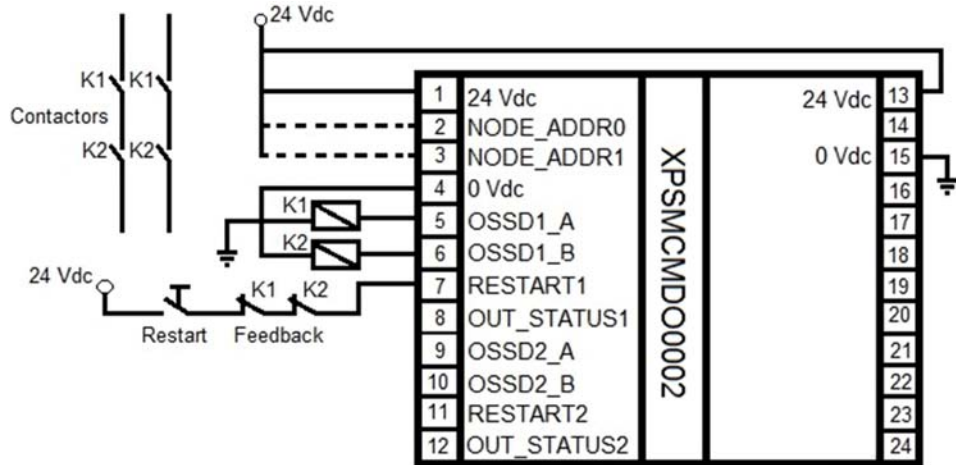 24 Vdc
K1 K1
Contactors
K2 K2
24 Vdc
Restart Feedback
K1 K2
K1
K2
1 24 Vdc
2 NODE_ADDR0
3 NODE_ADDR1
4 0 Vdc
5 OSSD1_A
6 OSSD1_B
7 RESTART1
8 OUT_STATUS1
9 OSSD2_A
10 OSSD2_B
11 RESTART2
12 OUT_STATUS2
XPSMCMDO0002
24 Vdc 13
14
0 Vdc 15
16
17
18
19
20
21
22
23
24